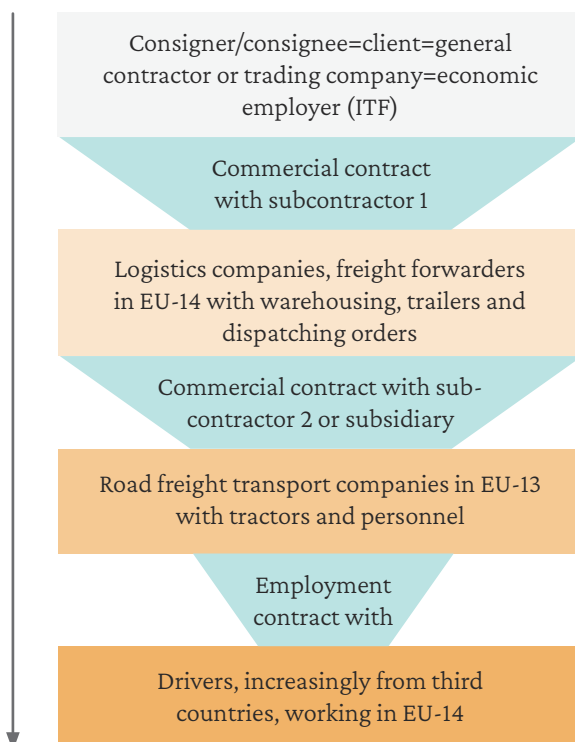 Consigner/consignee=client=general
contractor or trading company=economic
employer (ITF)
Commercial contract
with subcontractor 1
Logistics companies, freight forwarders
in EU-14 with warehousing, trailers and
dispatching orders
Commercial contract with sub-
contractor 2 or subsidiary
Road freight transport companies in EU-13
with tractors and personnel
Employment
contract with
Drivers, increasingly from third
countries, working in EU-14